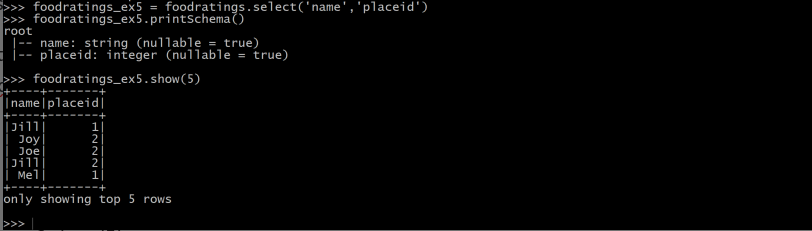 >>> foodratings_ex5 = foodratings.select('name','placeid')
>>> foodratings_ex5.printSchema()
root
 |-- name: string (nullable = true)
 |-- placeid: integer (nullable = true)

>>> foodratings_ex5.show(5)
+----+-------+
|name|placeid|
+----+-------+
|Jill|      1|
| Joy|      2|
| Joe|      2|
|Jill|      2|
| Mel|      1|
+----+-------+
only showing top 5 rows

>>>